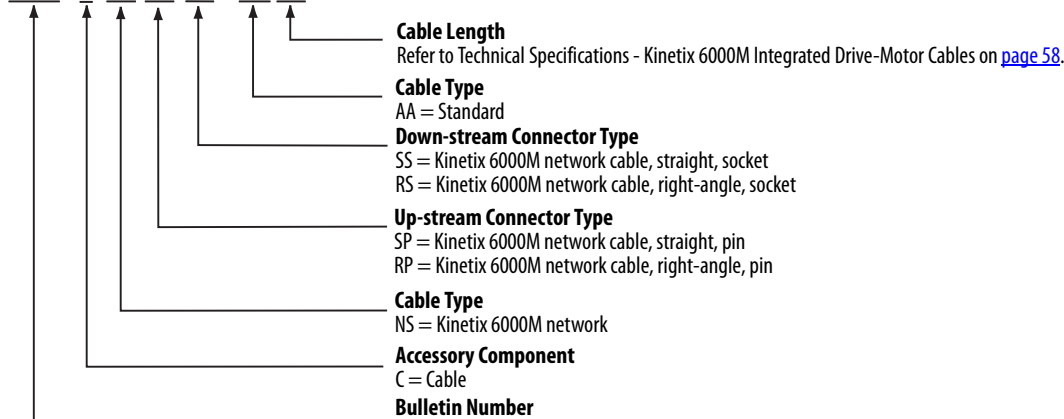 Cable Length
Refer to Technical Specifications - Kinetix 6000M Integrated Drive-Motor Cables on page 58.
Cable Type
AA = Standard
Down-stream Connector Type
SS = Kinetix 6000M network cable, straight, socket
RS = Kinetix 6000M network cable, right-angle, socket
Up-stream Connector Type
SP = Kinetix 6000M network cable, straight, pin
RP = Kinetix 6000M network cable, right-angle, pin
Cable Type
NS = Kinetix 6000M network
Accessory Component
C = Cable
Bulletin Number